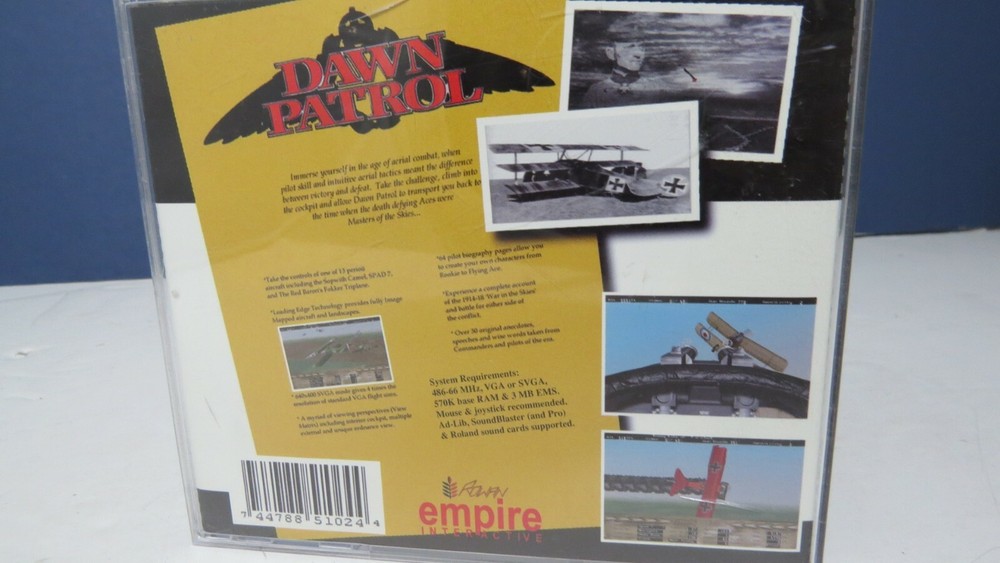 DAWN
PATROL
Immerse yourself in the age of aerial combat, when
pilot skill and intuitive aerial tactics meant the difference
between victory and defeat. Take the challenge, climb into
the cockpit and allow Dawn Patrol to transport you back to
the time when the death defying Aces were
Masters of the Skies...
*Take the controls of one of 15 period
aircraft including the Sopwith Camel, SPAD 7,
and The Red Baron's Fokker Triplane.
*Leading Edge Technology provides fully Image
Mapped aircraft and landscapes.
* 640x400 SVGA mode gives 4 times the
resolution of standard VGA flight sims.
* A myriad of viewing perspectives (View
Matrix) including interior cockpit, multiple
external and unique ordnance view.
*64 pilot biography pages allow you
to create your own characters from
Rookie to Flying Ace.
*Experience a complete account
of the 1914-18 'War in the Skies'
and battle for either side of
the conflict.
* Over 50 original anecdotes,
speeches and wise words taken from
Commanders and pilots of the era.
System Requirements:
486-66 MHz, VGA or SVGA,
570K base RAM & 3 MB EMS.
Mouse & joystick recommended.
Ad-Lib, SoundBlaster (and Pro)
& Roland sound cards supported.
7 44788 51024 4
ROWAN
empire
INTERACTIVE